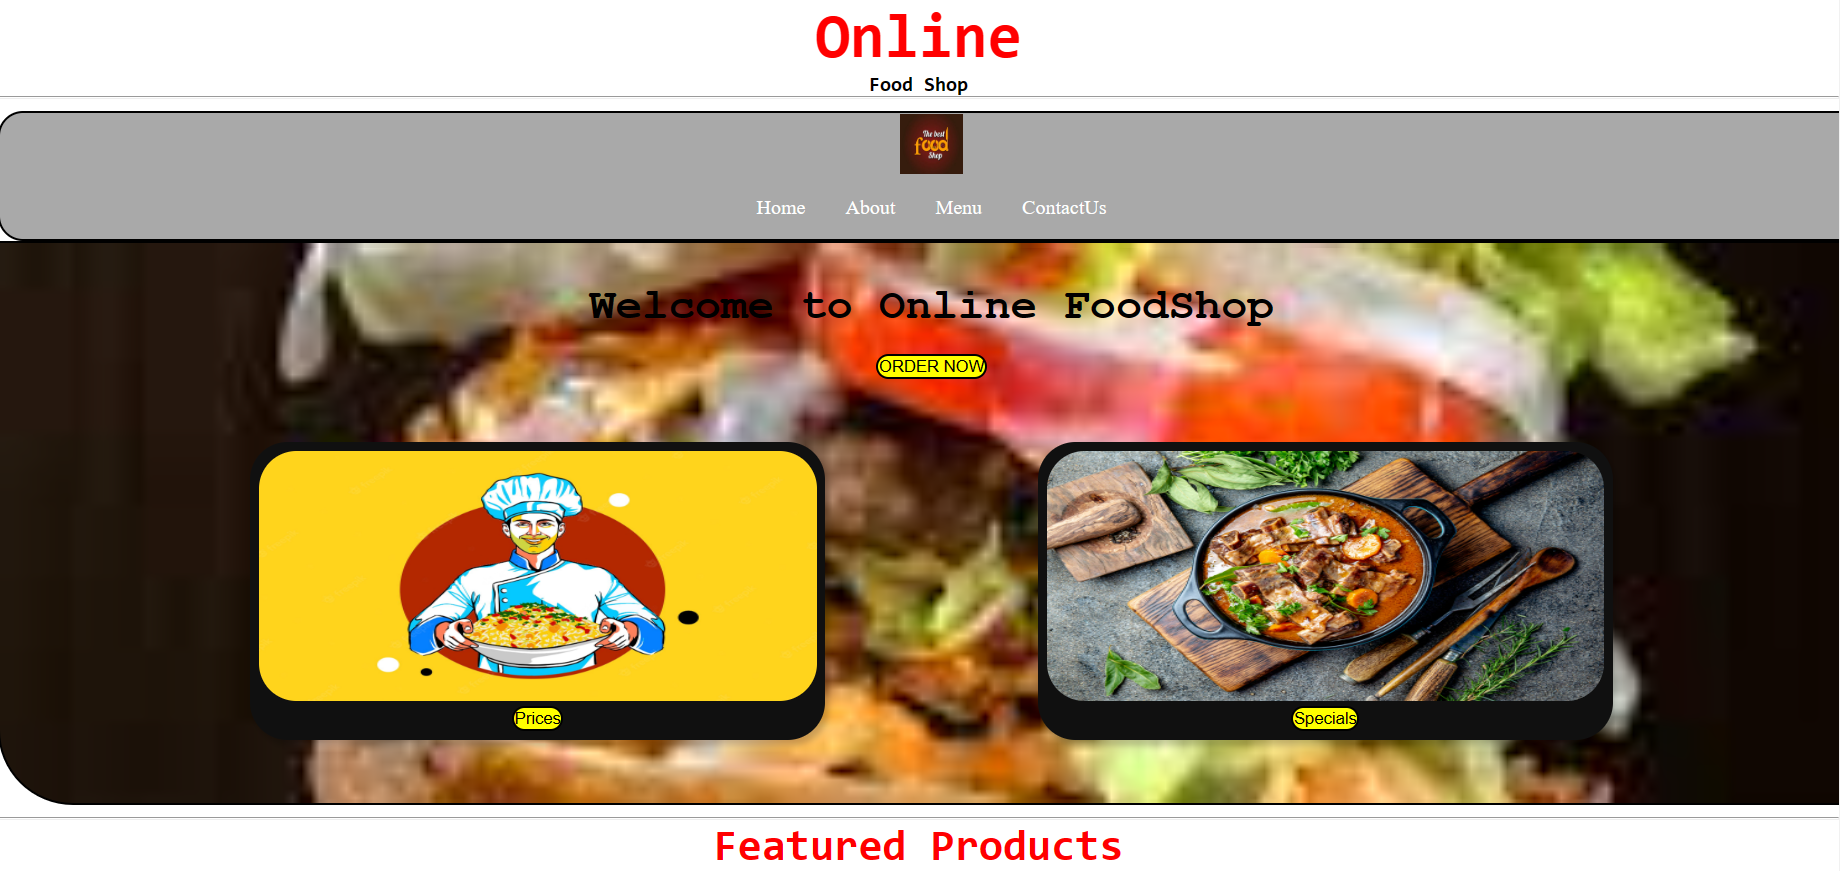 Online
Food Shop
The best
food
Shop
Home About Menu ContactUs
Welcome to Online FoodShop
ORDER NOW
Prices Specials
Featured Products